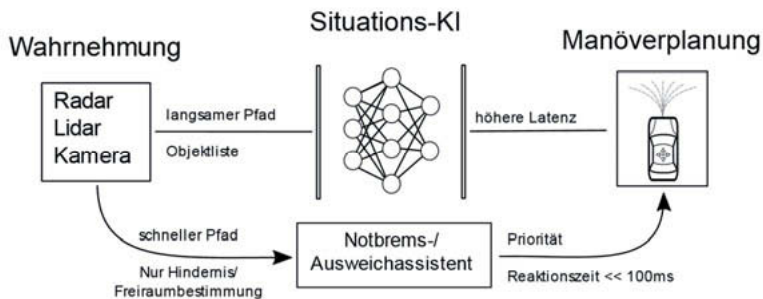 Situations-KI
Wahrnehmung
Manöverplanung
Radar
Lidar
Kamera
langsamer Pfad
Objektliste
höhere Latenz
schneller Pfad
Nur Hindernis/
Freiraumbestimmung
Notbrems-/
Ausweichassistent
Priorität
Reaktionszeit << 100ms